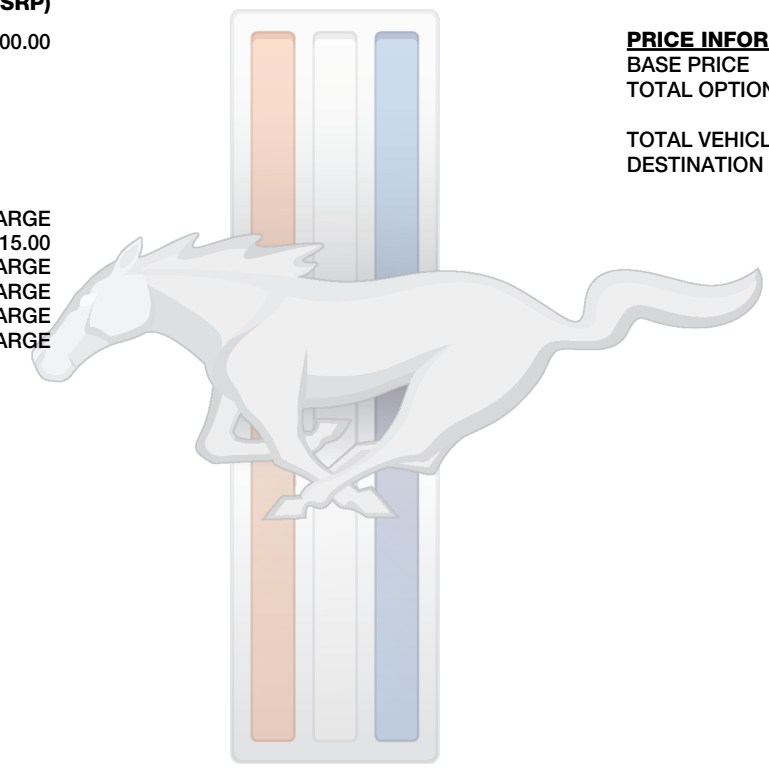 SRP)
00.00
ARGE
15.00
ARGE
ARGE
ARGE
ARGE
PRICE INFOR
BASE PRICE
TOTAL OPTION
TOTAL VEHICL
DESTINATION